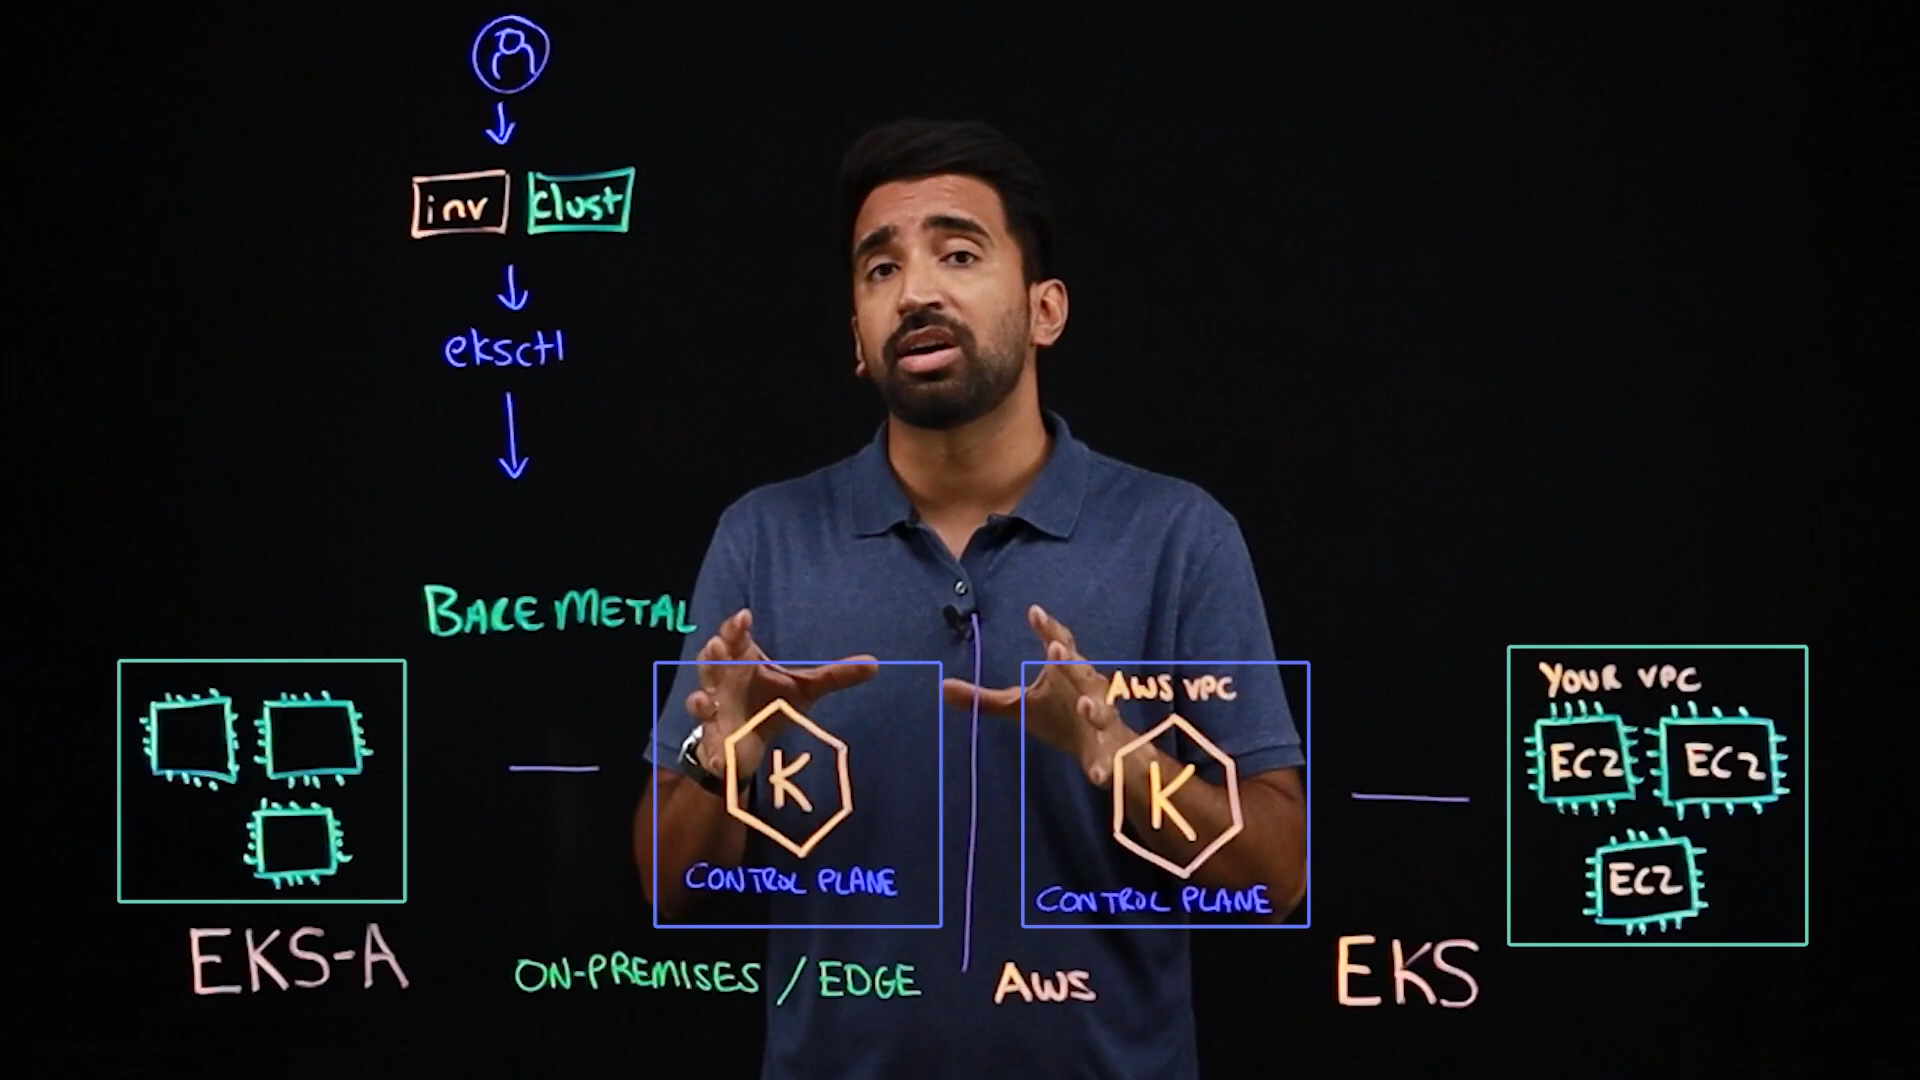 inv clust
eksctl
BARE METAL
YOUR VPC
AWS VPC
EC2 EC2
K
K
EC2
CONTROL PLANE
CONTROL PLANE
EKS-A
EKS
ON-PREMISES / EDGE
AWS